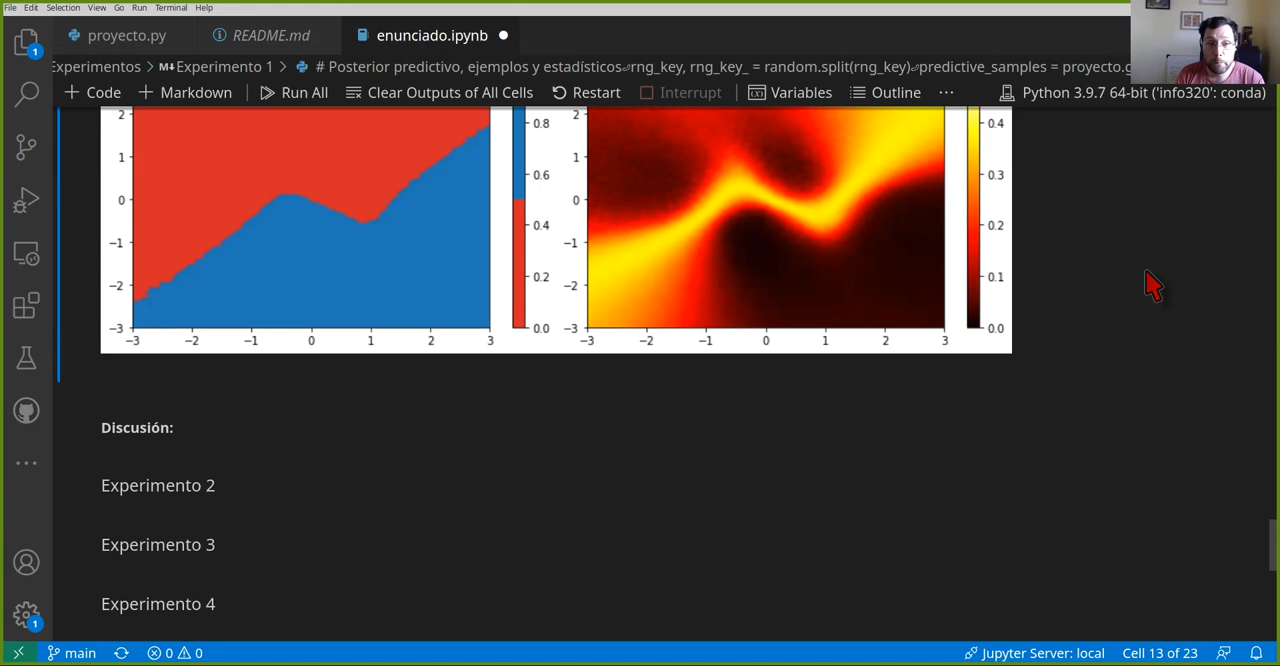 File Edit Selection View Go Run Terminal Help
proyecto.py README.md enunciado.ipynb
Experimentos > M↓Experimento 1 > # Posterior predictivo, ejemplos y estadísticos⏎rng_key, rng_key_ = random.split(rng_key)⏎predictive_samples = proyecto.g
+ Code + Markdown Run All Clear Outputs of All Cells Restart Interrupt Variables Outline ··· Python 3.9.7 64-bit ('info320': conda)
2
1
0
−1
−2
−3
−3 −2 −1 0 1 2 3
0.8
0.6
0.4
0.2
0.0
2
1
0
−1
−2
−3
−3 −2 −1 0 1 2 3
0.4
0.3
0.2
0.1
0.0
Discusión:
Experimento 2
Experimento 3
Experimento 4
1
1
main 0 0 Jupyter Server: local Cell 13 of 23